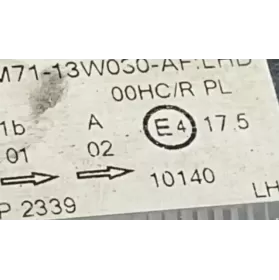 M71-13W030-AF.LHD
00HC/R PL
1b A E4 17.5
01 02
10140 LH
P 2339